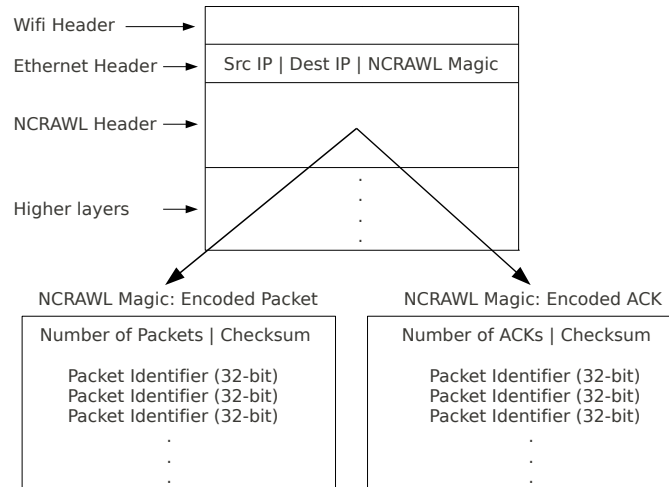 Wifi Header
Ethernet Header
Src IP | Dest IP | NCRAWL Magic
NCRAWL Header
Higher layers
NCRAWL Magic: Encoded Packet
Number of Packets | Checksum
Packet Identifier (32-bit)
Packet Identifier (32-bit)
Packet Identifier (32-bit)
NCRAWL Magic: Encoded ACK
Number of ACKs | Checksum
Packet Identifier (32-bit)
Packet Identifier (32-bit)
Packet Identifier (32-bit)